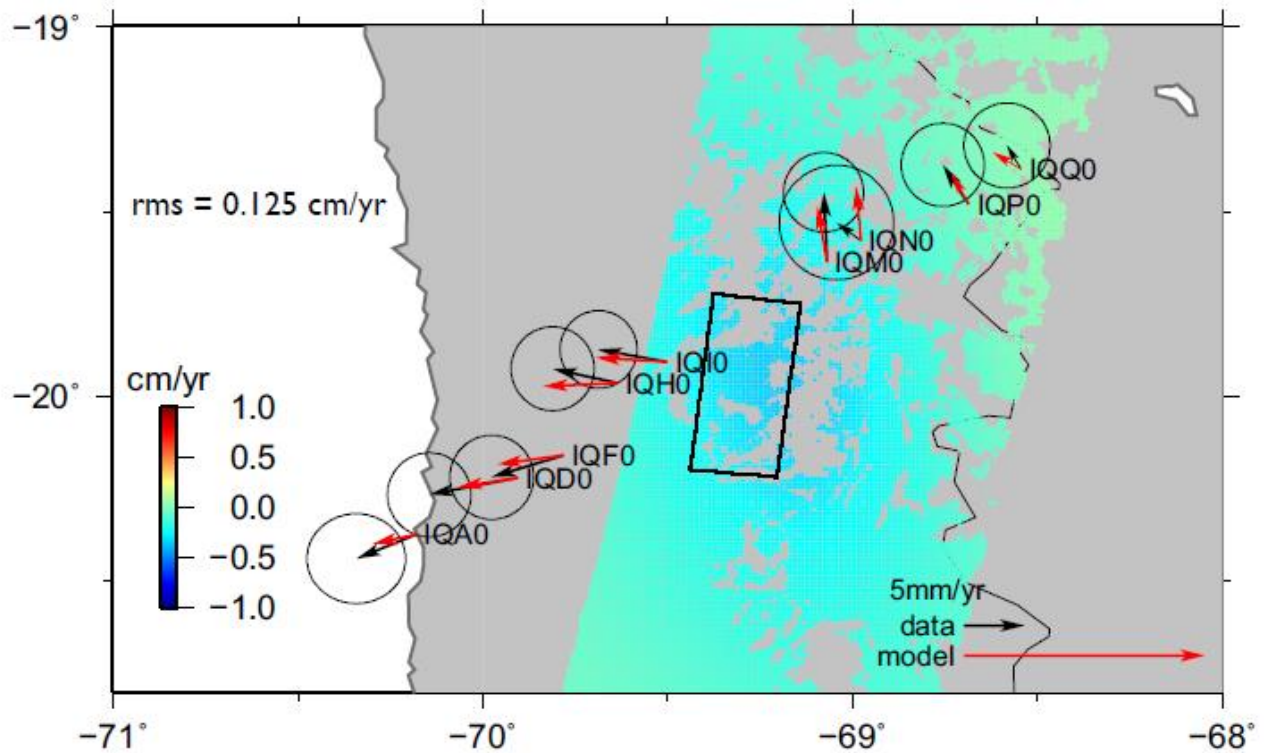 −19˚
IQQ0
IQP0
rms = 0.125 cm/yr
IQN0
IQM0
IQI0
cm/yr
IQH0
−20˚
1.0
0.5
IQF0
IQD0
0.0
IQA0
−0.5
5mm/yr
−1.0
data
model
−71˚ −70˚ −69˚ −68˚